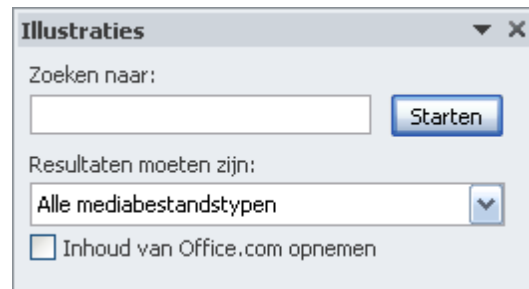 Illustraties
Zoeken naar:
Starten
Resultaten moeten zijn:
Alle mediabestandstypen
Inhoud van Office.com opnemen